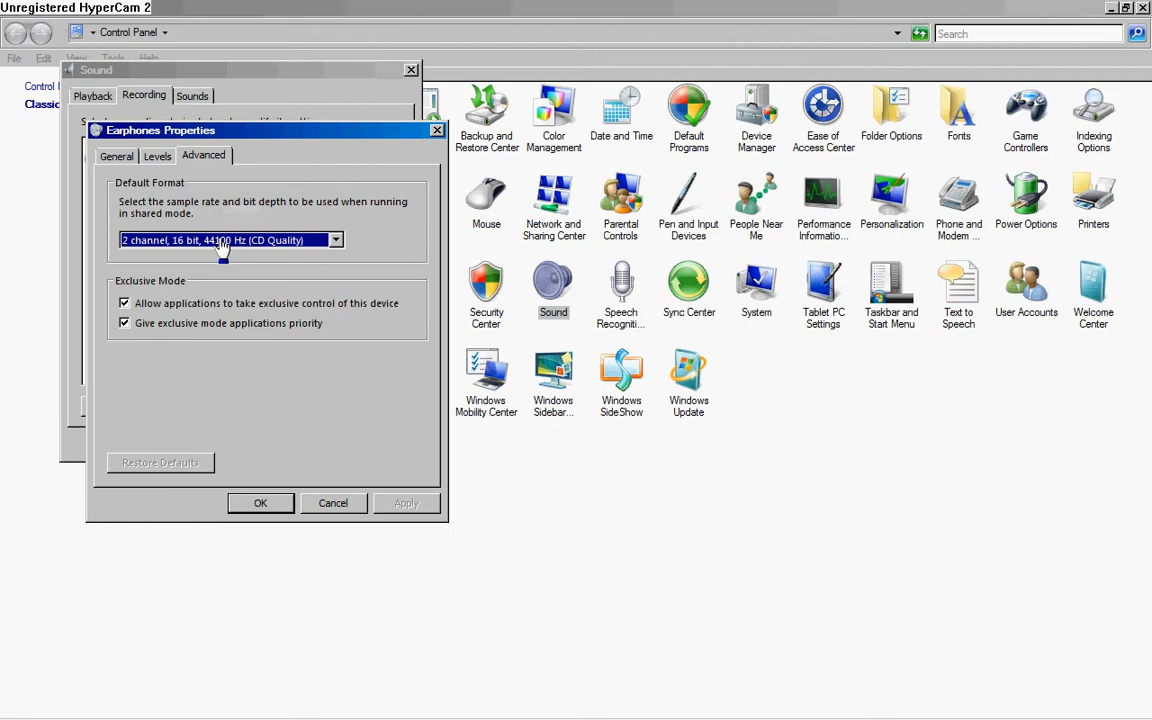 Unregistered HyperCam 2
Control Panel
Search
File Edit View Tools Help
Sound
Control
Classic
Playback Recording Sounds
Earphones Properties
General Levels Advanced
Default Format
Select the sample rate and bit depth to be used when running
in shared mode.
2 channel, 16 bit, 44100 Hz (CD Quality)
Exclusive Mode
Allow applications to take exclusive control of this device
Give exclusive mode applications priority
Restore Defaults
OK Cancel Apply
Backup and
Restore Center
Color
Management
Date and Time
Default
Programs
Device
Manager
Ease of
Access Center
Folder Options
Fonts
Game
Controllers
Indexing
Options
Mouse
Network and
Sharing Center
Parental
Controls
Pen and Input
Devices
People Near
Me
Performance
Informatio...
Personalization
Phone and
Modem ...
Power Options
Printers
Security
Center
Sound
Speech
Recogniti...
Sync Center
System
Tablet PC
Settings
Taskbar and
Start Menu
Text to
Speech
User Accounts
Welcome
Center
Windows
Mobility Center
Windows
Sidebar...
Windows
SideShow
Windows
Update